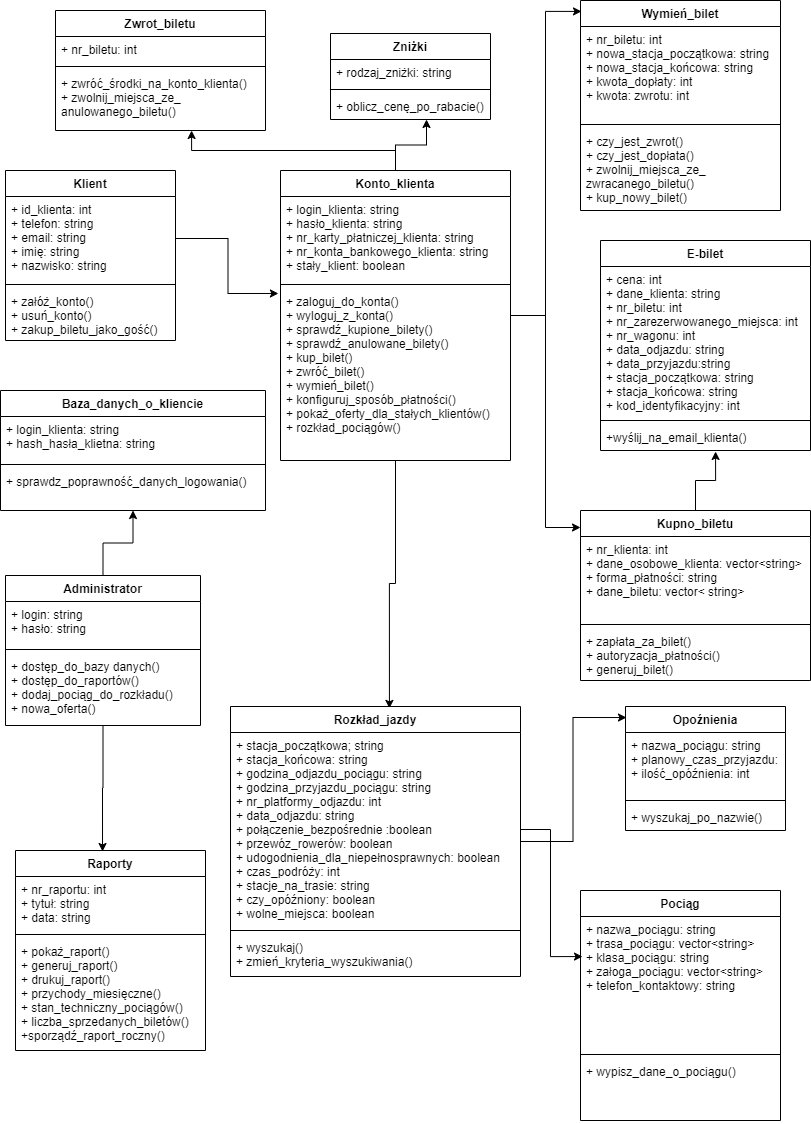 Zwrot_biletu
+ nr_biletu: int
+ zwróć_środki_na_konto_klienta()
+ zwolnij_miejsca_ze_
anulowanego_biletu()
Zniżki
+ rodzaj_zniżki: string
+ oblicz_cenę_po_rabacie()
Wymień_bilet
+ nr_biletu: int
+ nowa_stacja_początkowa: string
+ nowa_stacja_końcowa: string
+ kwota_dopłaty: int
+ kwota: zwrotu: int
+ czy_jest_zwrot()
+ czy_jest_dopłata()
+ zwolnij_miejsca_ze_
zwracanego_biletu()
+ kup_nowy_bilet()
Klient
+ id_klienta: int
+ telefon: string
+ email: string
+ imię: string
+ nazwisko: string
+ załóż_konto()
+ usuń_konto()
+ zakup_biletu_jako_gość()
Konto_klienta
+ login_klienta: string
+ hasło_klienta: string
+ nr_karty_płatniczej_klienta: string
+ nr_konta_bankowego_klienta: string
+ stały_klient: boolean
+ zaloguj_do_konta()
+ wyloguj_z_konta()
+ sprawdź_kupione_bilety()
+ sprawdź_anulowane_bilety()
+ kup_bilet()
+ zwróć_bilet()
+ wymień_bilet()
+ konfiguruj_sposób_płatności()
+ pokaż_oferty_dla_stałych_klientów()
+ rozkład_pociągów()
E-bilet
+ cena: int
+ dane_klienta: string
+ nr_biletu: int
+ nr_zarezerwowanego_miejsca: int
+ nr_wagonu: int
+ data_odjazdu: string
+ data_przyjazdu:string
+ stacja_początkowa: string
+ stacja_końcowa: string
+ kod_identyfikacyjny: int
+wyślij_na_email_klienta()
Baza_danych_o_kliencie
+ login_klienta: string
+ hash_hasła_klietna: string
+ sprawdz_poprawność_danych_logowania()
Kupno_biletu
+ nr_klienta: int
+ dane_osobowe_klienta: vector<string>
+ forma_płatności: string
+ dane_biletu: vector< string>
+ zapłata_za_bilet()
+ autoryzacja_płatności()
+ generuj_bilet()
Administrator
+ login: string
+ hasło: string
+ dostęp_do_bazy danych()
+ dostęp_do_raportów()
+ dodaj_pociąg_do_rozkładu()
+ nowa_oferta()
Rozkład_jazdy
+ stacja_początkowa; string
+ stacja_końcowa: string
+ godzina_odjazdu_pociągu: string
+ godzina_przyjazdu_pociągu: string
+ nr_platformy_odjazdu: int
+ data_odjazdu: string
+ połączenie_bezpośrednie :boolean
+ przewóz_rowerów: boolean
+ udogodnienia_dla_niepełnosprawnych: boolean
+ czas_podróży: int
+ stacje_na_trasie: string
+ czy_opóźniony: boolean
+ wolne_miejsca: boolean
+ wyszukaj()
+ zmień_kryteria_wyszukiwania()
Opoźnienia
+ nazwa_pociągu: string
+ planowy_czas_przyjazdu:
+ ilość_opóźnienia: int
+ wyszukaj_po_nazwie()
Raporty
+ nr_raportu: int
+ tytuł: string
+ data: string
+ pokaż_raport()
+ generuj_raport()
+ drukuj_raport()
+ przychody_miesięczne()
+ stan_techniczny_pociągów()
+ liczba_sprzedanych_biletów()
+sporządź_raport_roczny()
Pociąg
+ nazwa_pociągu: string
+ trasa_pociągu: vector<string>
+ klasa_pociągu: string
+ załoga_pociągu: vector<string>
+ telefon_kontaktowy: string
+ wypisz_dane_o_pociągu()